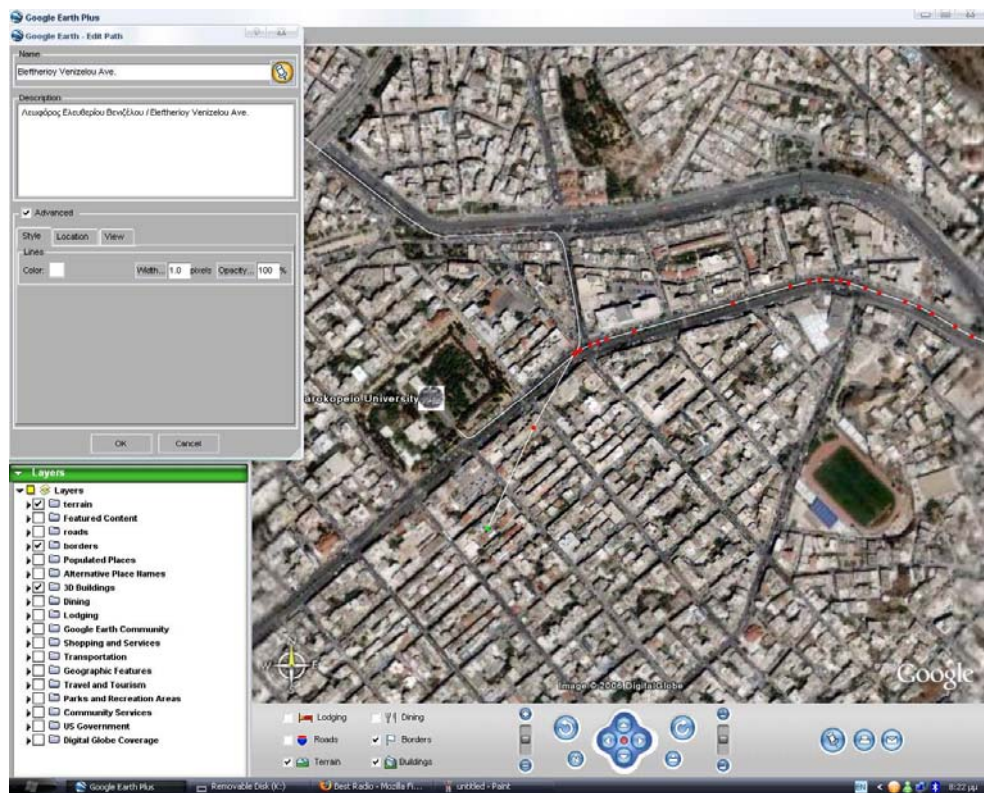 Google Earth Plus
Google Earth - Edit Path
Name
Eleftherioy Venizelou Ave.
Description
Λεωφόρος Ελευθερίου Βενιζέλου / Eleftherioy Venizelou Ave.
Advanced
Style Location View
Lines
Color: Width... 1.0 pixels Opacity... 100 %
OK Cancel
arokopeio University
Layers
Layers
terrain
Featured Content
roads
borders
Populated Places
Alternative Place Names
3D Buildings
Dining
Lodging
Google Earth Community
Shopping and Services
Transportation
Geographic Features
Travel and Tourism
Parks and Recreation Areas
Community Services
US Government
Digital Globe Coverage
W E
Image © 2006 DigitalGlobe
Google
Lodging Dining
Roads Borders
Terrain Buildings
Google Earth Plus Removable Disk (K:) Best Radio - Mozilla Fi... untitled - Paint EN 8:22 μμ